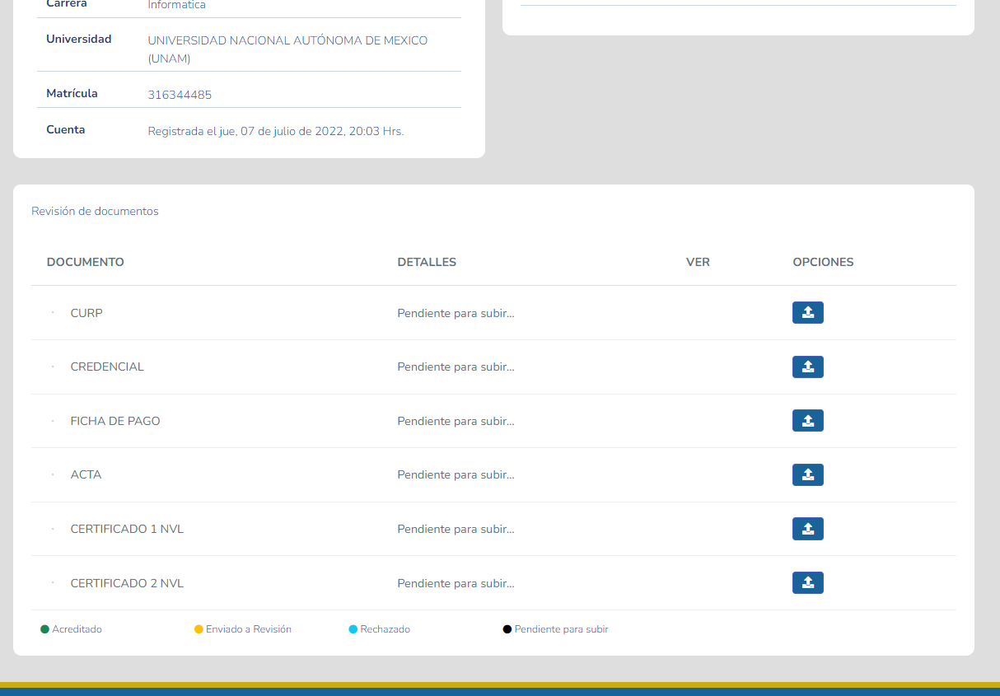 Carrera Informatica
Universidad UNIVERSIDAD NACIONAL AUTÓNOMA DE MEXICO
(UNAM)
Matrícula 316344485
Cuenta Registrada el jue, 07 de julio de 2022, 20:03 Hrs.
Revisión de documentos
DOCUMENTO DETALLES VER OPCIONES
CURP Pendiente para subir...
CREDENCIAL Pendiente para subir...
FICHA DE PAGO Pendiente para subir...
ACTA Pendiente para subir...
CERTIFICADO 1 NVL Pendiente para subir...
CERTIFICADO 2 NVL Pendiente para subir...
Acreditado Enviado a Revisión Rechazado Pendiente para subir